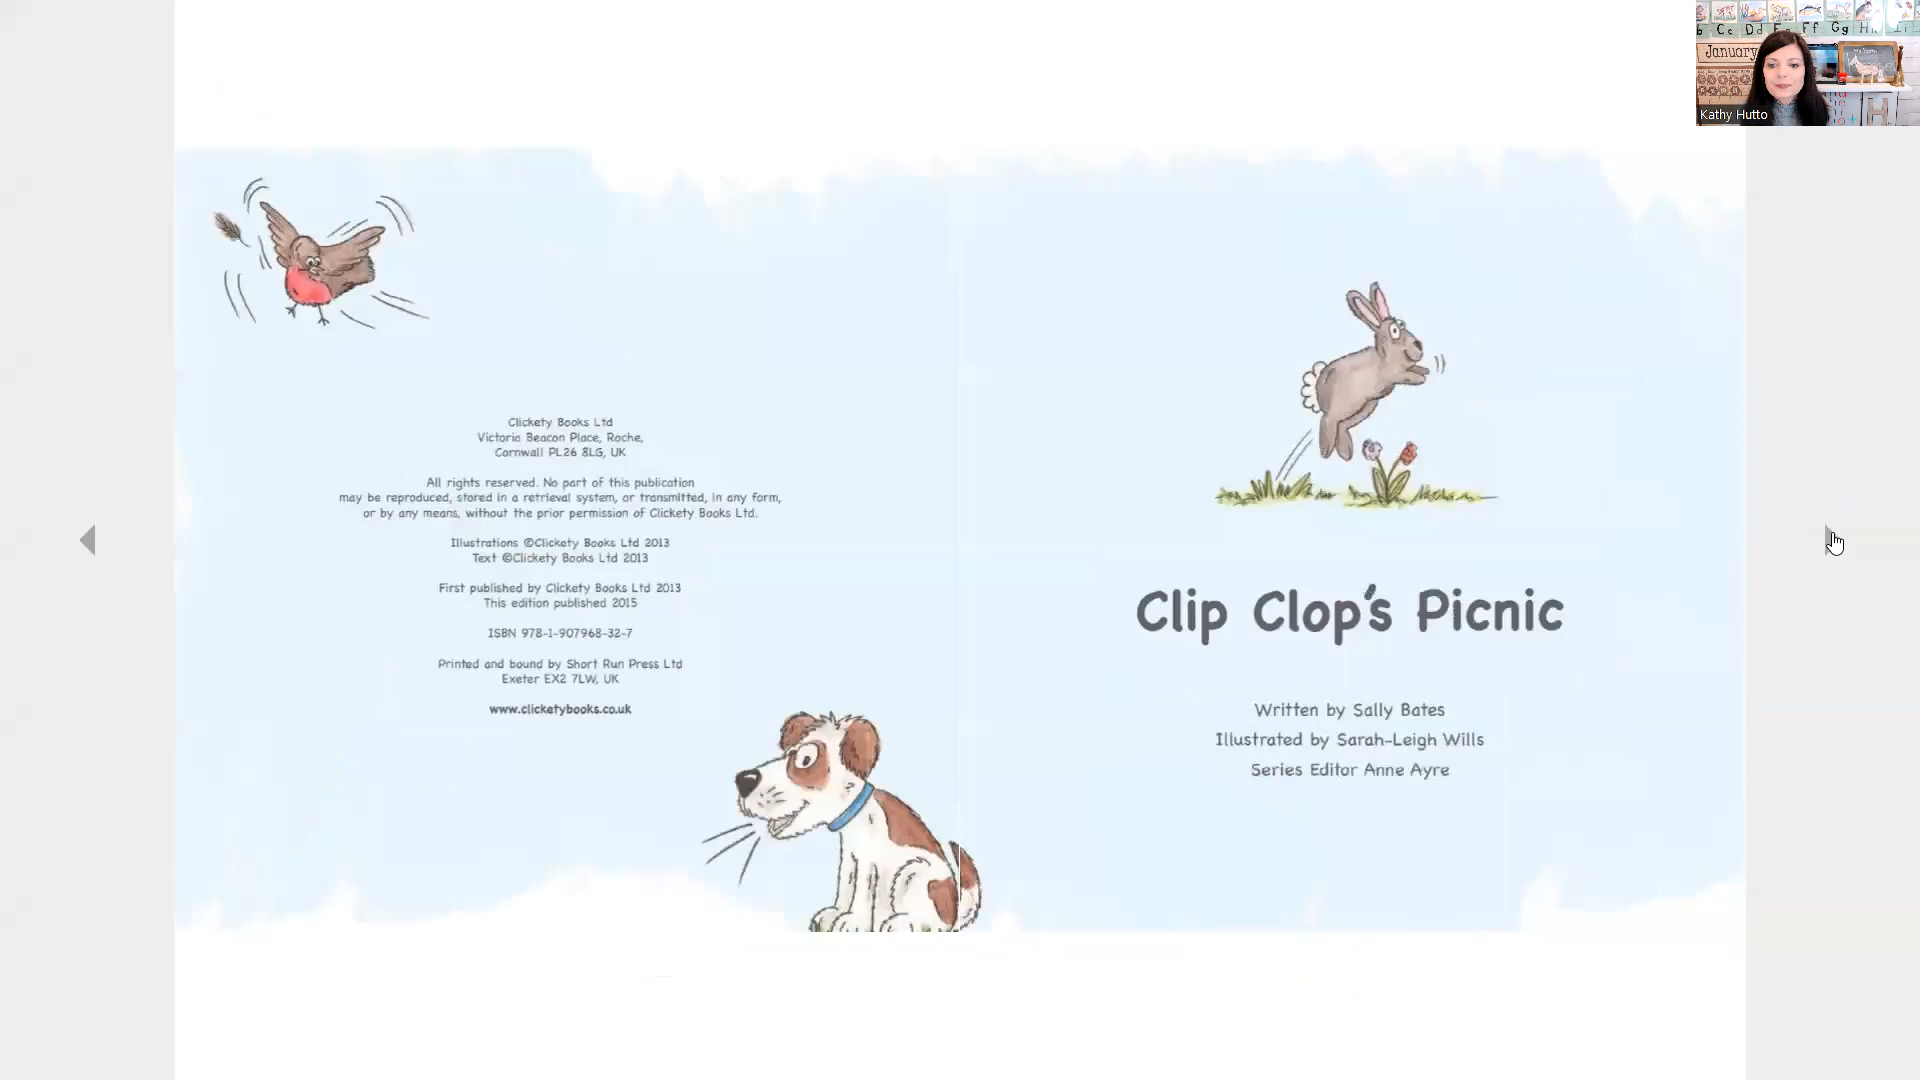 Clickety Books Ltd
Victoria Beacon Place, Roche,
Cornwall PL26 8LG, UK
All rights reserved. No part of this publication
may be reproduced, stored in a retrieval system, or transmitted, in any form,
or by any means, without the prior permission of Clickety Books Ltd.
Illustrations ©Clickety Books Ltd 2013
Text ©Clickety Books Ltd 2013
First published by Clickety Books Ltd 2013
This edition published 2015
ISBN 978-1-907968-32-7
Printed and bound by Short Run Press Ltd
Exeter EX2 7LW, UK
www.clicketybooks.co.uk
Clip Clop's Picnic
Written by Sally Bates
Illustrated by Sarah-Leigh Wills
Series Editor Anne Ayre
b Cc Dd Ff Gg
January
H
Kathy Hutto